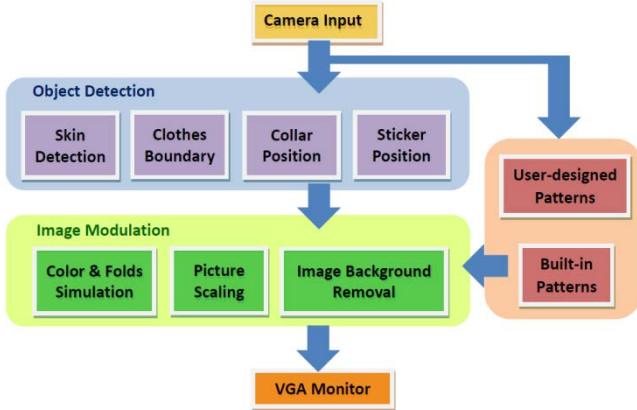 Camera Input
Object Detection
Skin
Detection
Clothes
Boundary
Collar
Position
Sticker
Position
User-designed
Patterns
Built-in
Patterns
Image Modulation
Color & Folds
Simulation
Picture
Scaling
Image Background
Removal
VGA Monitor